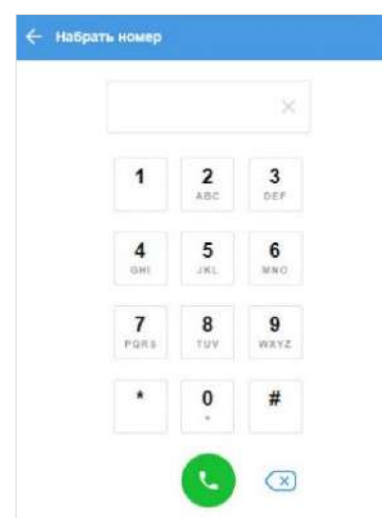 Набрать номер
1 2 3
ABC DEF
4 5 6
GHI JKL MNO
7 8 9
PQRS TUV WXYZ
* 0 #
+